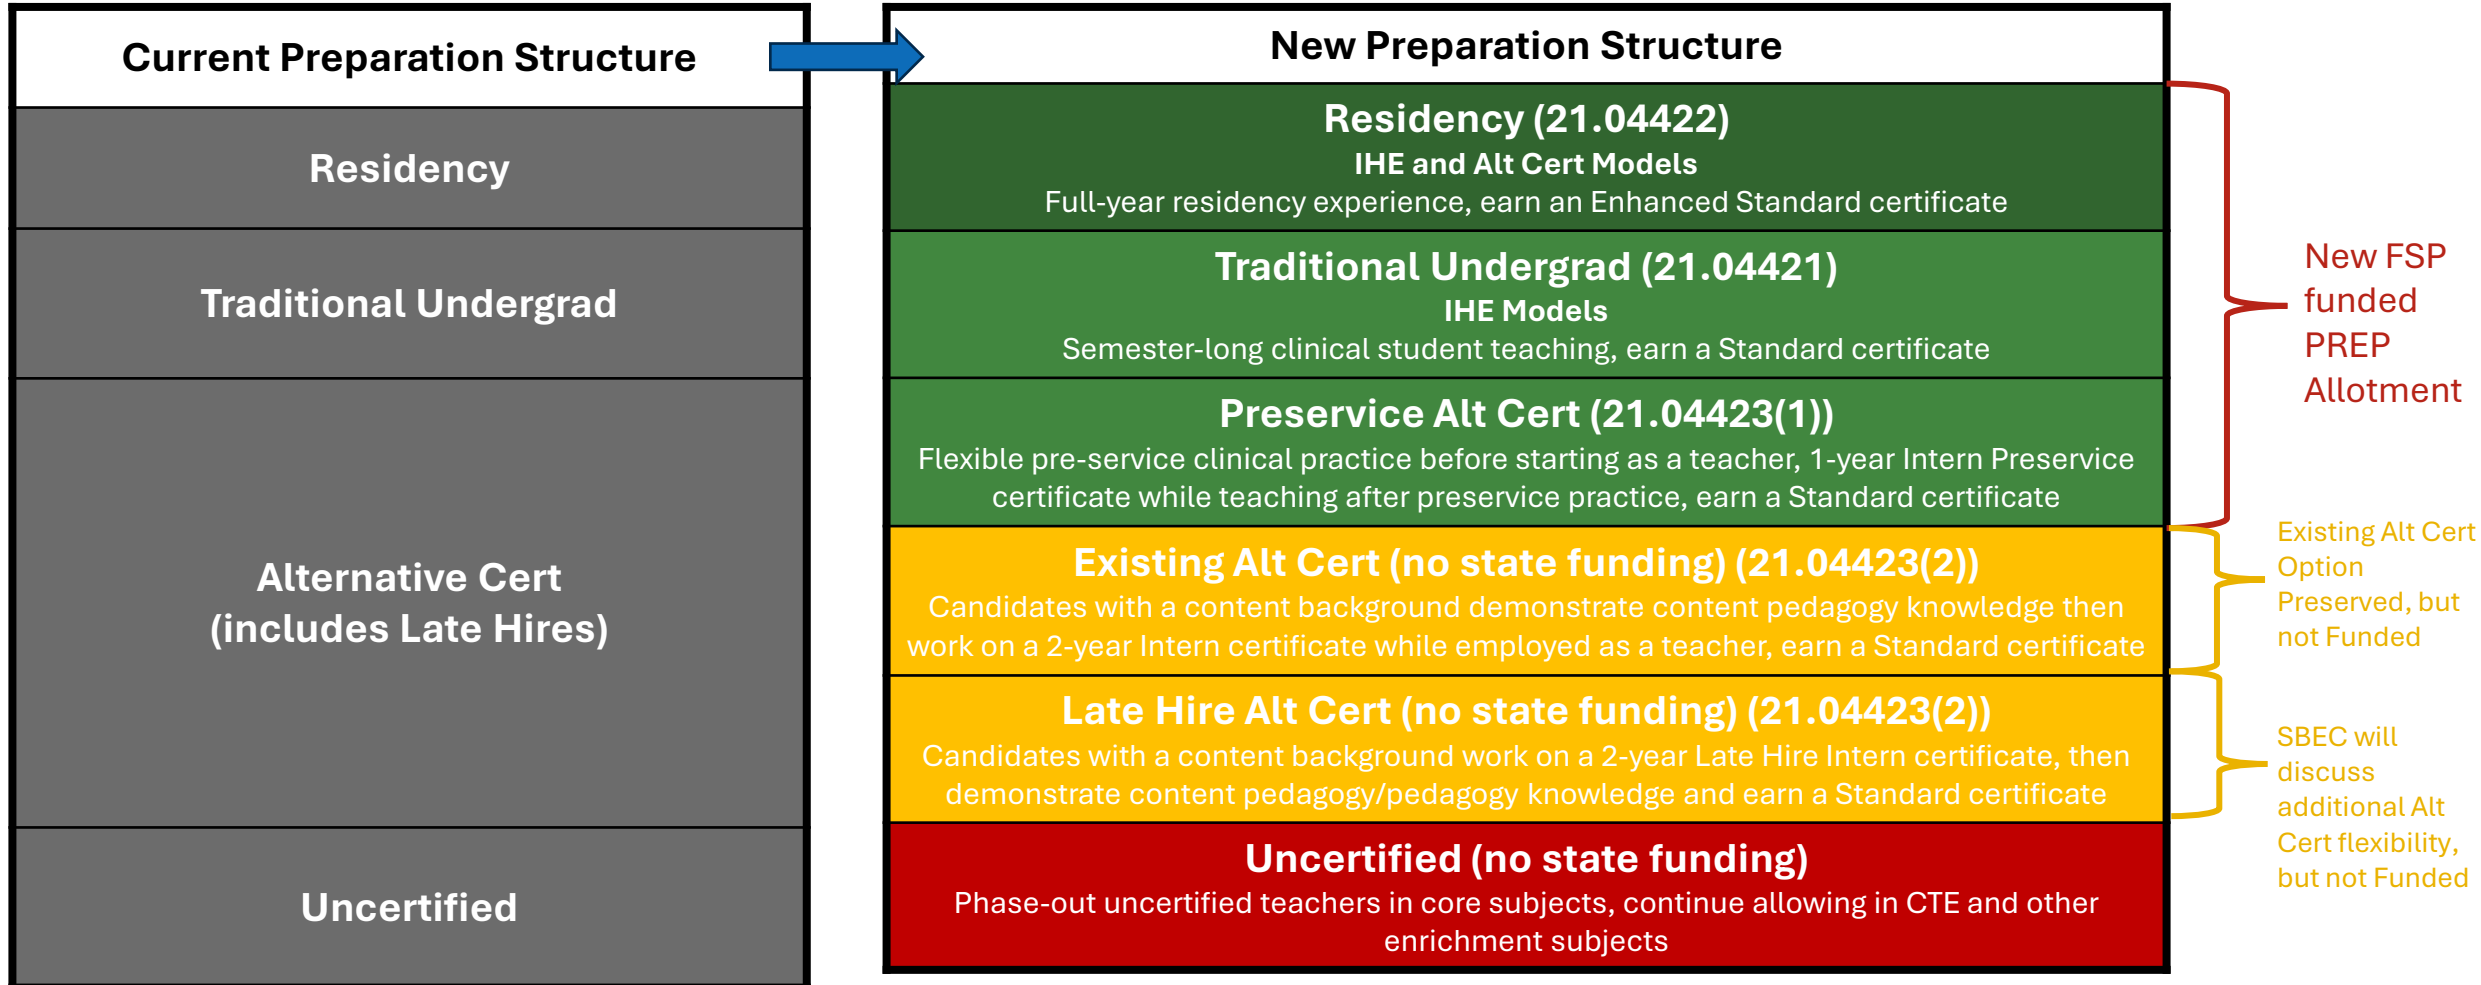 Current Preparation Structure
Residency
Traditional Undergrad
Alternative Cert
(includes Late Hires)
Uncertified
New Preparation Structure
Residency (21.04422)
IHE and Alt Cert Models
Full-year residency experience, earn an Enhanced Standard certificate
Traditional Undergrad (21.04421)
IHE Models
Semester-long clinical student teaching, earn a Standard certificate
Preservice Alt Cert (21.04423(1))
Flexible pre-service clinical practice before starting as a teacher, 1-year Intern Preservice
certificate while teaching after preservice practice, earn a Standard certificate
Existing Alt Cert (no state funding) (21.04423(2))
Candidates with a content background demonstrate content pedagogy knowledge then
work on a 2-year Intern certificate while employed as a teacher, earn a Standard certificate
Late Hire Alt Cert (no state funding) (21.04423(2))
Candidates with a content background work on a 2-year Late Hire Intern certificate, then
demonstrate content pedagogy/pedagogy knowledge and earn a Standard certificate
Uncertified (no state funding)
Phase-out uncertified teachers in core subjects, continue allowing in CTE and other
enrichment subjects
New FSP
funded
PREP
Allotment
Existing Alt Cert
Option
Preserved, but
not Funded
SBEC will
discuss
additional Alt
Cert flexibility,
but not Funded